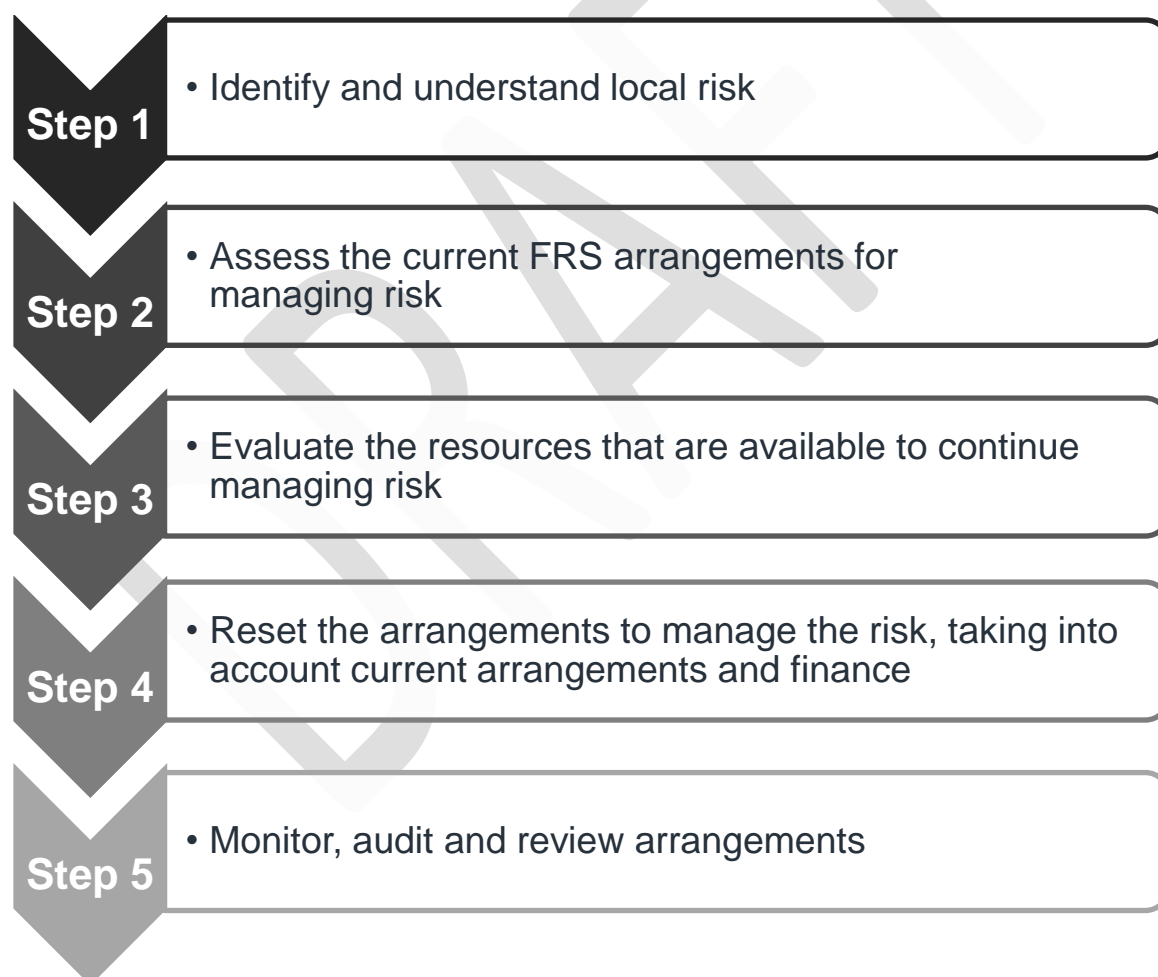 Step 1
• Identify and understand local risk
Step 2
• Assess the current FRS arrangements for
managing risk
Step 3
• Evaluate the resources that are available to continue
managing risk
Step 4
• Reset the arrangements to manage the risk, taking into
account current arrangements and finance
Step 5
• Monitor, audit and review arrangements
DRAFT